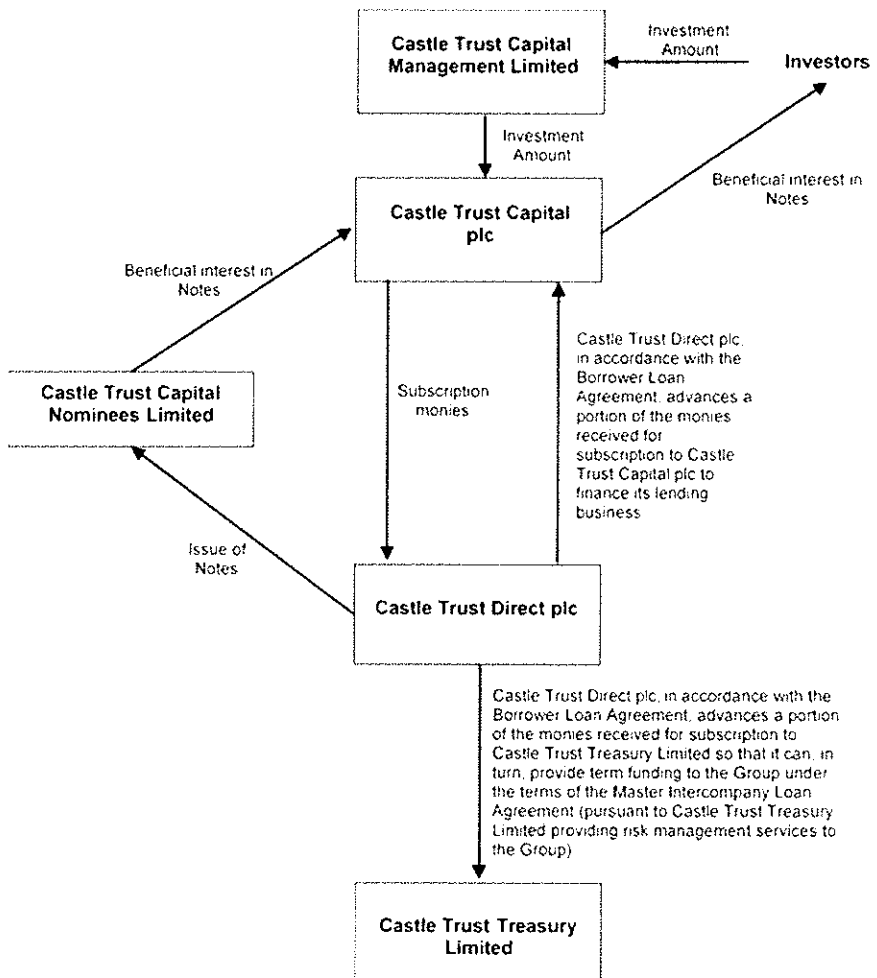 Castle Trust Capital
Management Limited
Investment
Amount
Investors
Investment
Amount
Beneficial interest in
Notes
Castle Trust Capital
plc
Beneficial interest in
Notes
Castle Trust Capital
Nominees Limited
Subscription
monies
Castle Trust Direct plc,
in accordance with the
Borrower Loan
Agreement, advances a
portion of the monies
received for
subscription to Castle
Trust Capital plc to
finance its lending
business
Issue of
Notes
Castle Trust Direct plc
Castle Trust Direct plc, in accordance with the
Borrower Loan Agreement, advances a portion
of the monies received for subscription to
Castle Trust Treasury Limited so that it can, in
turn, provide term funding to the Group under
the terms of the Master Intercompany Loan
Agreement (pursuant to Castle Trust Treasury
Limited providing risk management services to
the Group)
Castle Trust Treasury
Limited